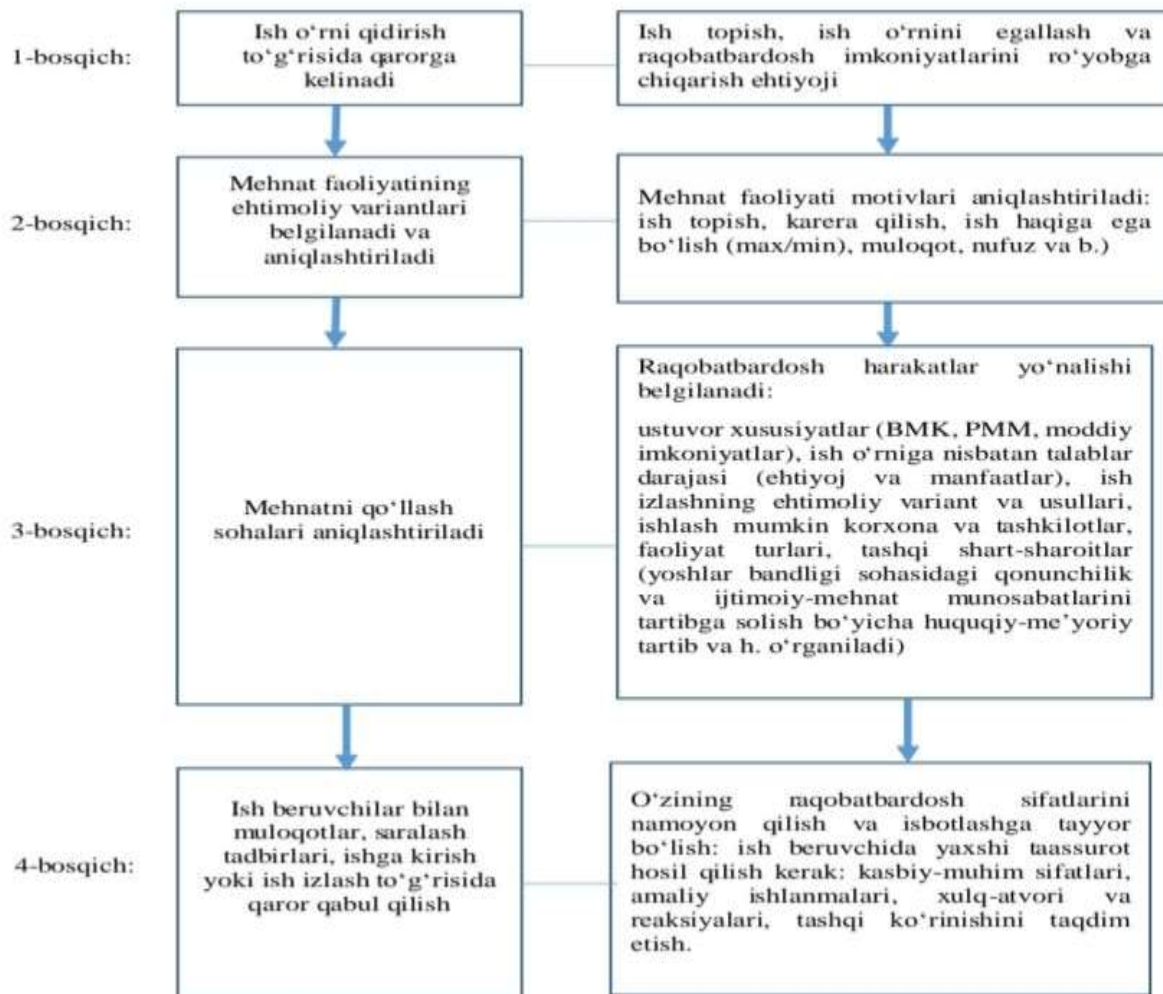 1-bosqich:
Ish o‘rni qidirish
to‘g‘risida qarorga
kelinadi
Ish topish, ish o‘rnini egallash va
raqobatbardosh imkoniyatlarini ro‘yobga
chiqarish ehtiyoji
2-bosqich:
Mehnat faoliyatining
ehtimoliy variantlari
belgilanadi va
aniqlashtiriladi
Mehnat faoliyati motivlari aniqlashtiriladi:
ish topish, karera qilish, ish haqiga ega
bo‘lish (max/min), muloqot, nufuz va b.)
3-bosqich:
Mehnatni qo‘llash
sohalari aniqlashtiriladi
Raqobatbardosh harakatlar yo‘nalishi
belgilanadi:
ustuvor xususiyatlar (BMK, PMM, moddiy
imkoniyatlar), ish o‘rniga nisbatan talablar
darajasi (ehtiyoj va manfaatlar), ish
izlashning ehtimoliy variant va usullari,
ishlash mumkin korxona va tashkilotlar,
faoliyat turlari, tashqi shart-sharoitlar
(yoshlar bandligi sohasidagi qonunchilik
va ijtimoiy-mehnat munosabatlarini
tartibga solish bo‘yicha huquqiy-me’yoriy
tartib va h. o‘rganiladi)
4-bosqich:
Ish beruvchilar bilan
muloqotlar, saralash
tadbirlari, ishga kirish
yoki ish izlash to‘g‘risida
qaror qabul qilish
O‘zining raqobatbardosh sifatlarini
namoyon qilish va isbotlashga tayyor
bo‘lish: ish beruvchida yaxshi taassurot
hosil qilish kerak: kasbiy-muhim sifatlari,
amaliy ishlanmalari, xulq-atvori va
reaksiyalari, tashqi ko‘rinishini taqdim
etish.